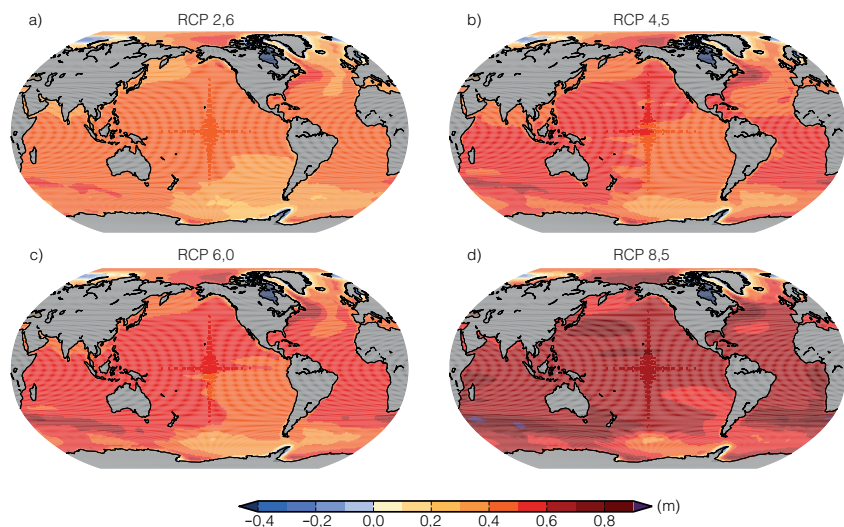 a)
RCP 2,6
b)
RCP 4,5
c)
RCP 6,0
d)
RCP 8,5
(m)
−0.4 −0.2 0.0 0.2 0.4 0.6 0.8